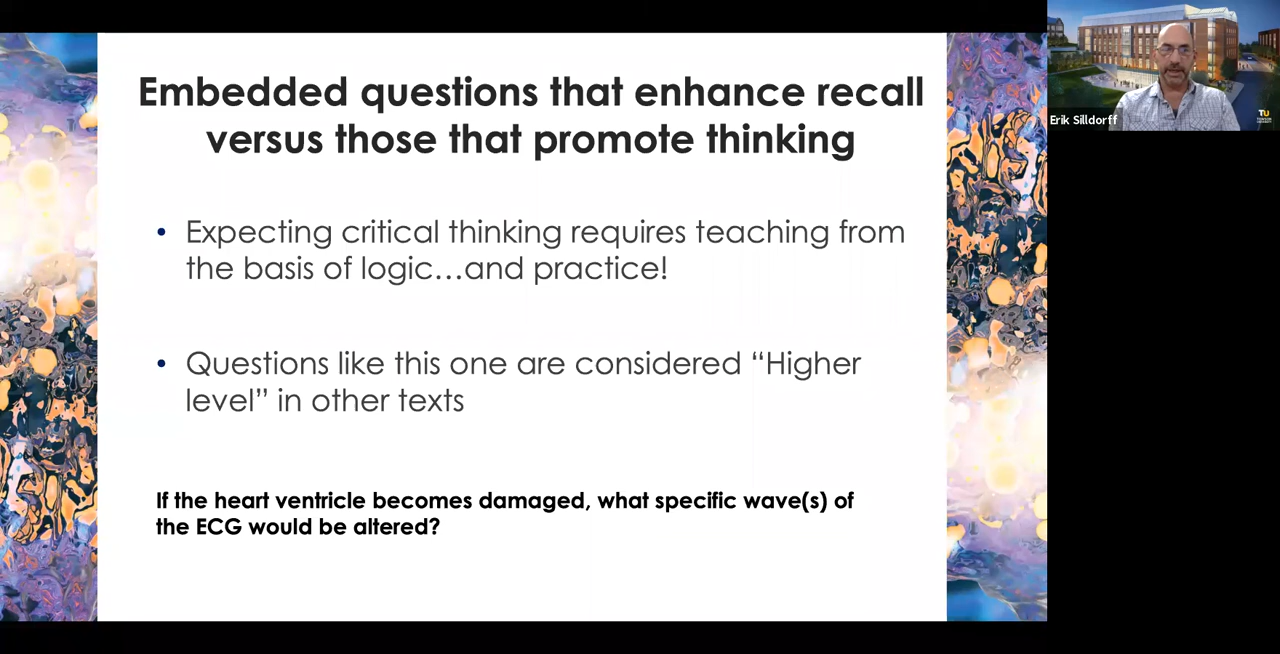 Embedded questions that enhance recall
versus those that promote thinking
• Expecting critical thinking requires teaching from
the basis of logic…and practice!
• Questions like this one are considered “Higher
level” in other texts
If the heart ventricle becomes damaged, what specific wave(s) of
the ECG would be altered?
Erik Silldorff
TU